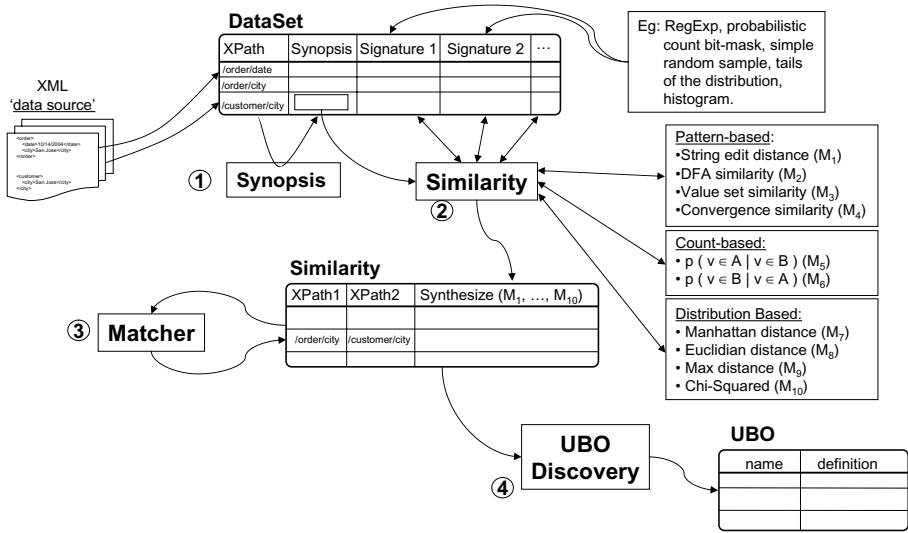 DataSet
XPath Synopsis Signature 1 Signature 2 ...
/order/date
/order/city
/customer/city
Eg: RegExp, probabilistic
count bit-mask, simple
random sample, tails
of the distribution,
histogram.
XML
'data source'
<order>
<date>10/14/2004</date>
<city>San Jose</city>
</order>
<customer>
<city>San Jose</city>
</city>
1
Synopsis
Similarity
2
Pattern-based:
•String edit distance (M1)
•DFA similarity (M2)
•Value set similarity (M3)
•Convergence similarity (M4)
Count-based:
• p ( v ∈ A | v ∈ B ) (M5)
• p ( v ∈ B | v ∈ A ) (M6)
Distribution Based:
• Manhattan distance (M7)
• Euclidian distance (M8)
• Max distance (M9)
• Chi-Squared (M10)
Similarity
XPath1 XPath2 Synthesize (M1, ..., M10)
/order/city /customer/city
3
Matcher
UBO
Discovery
4
UBO
name definition